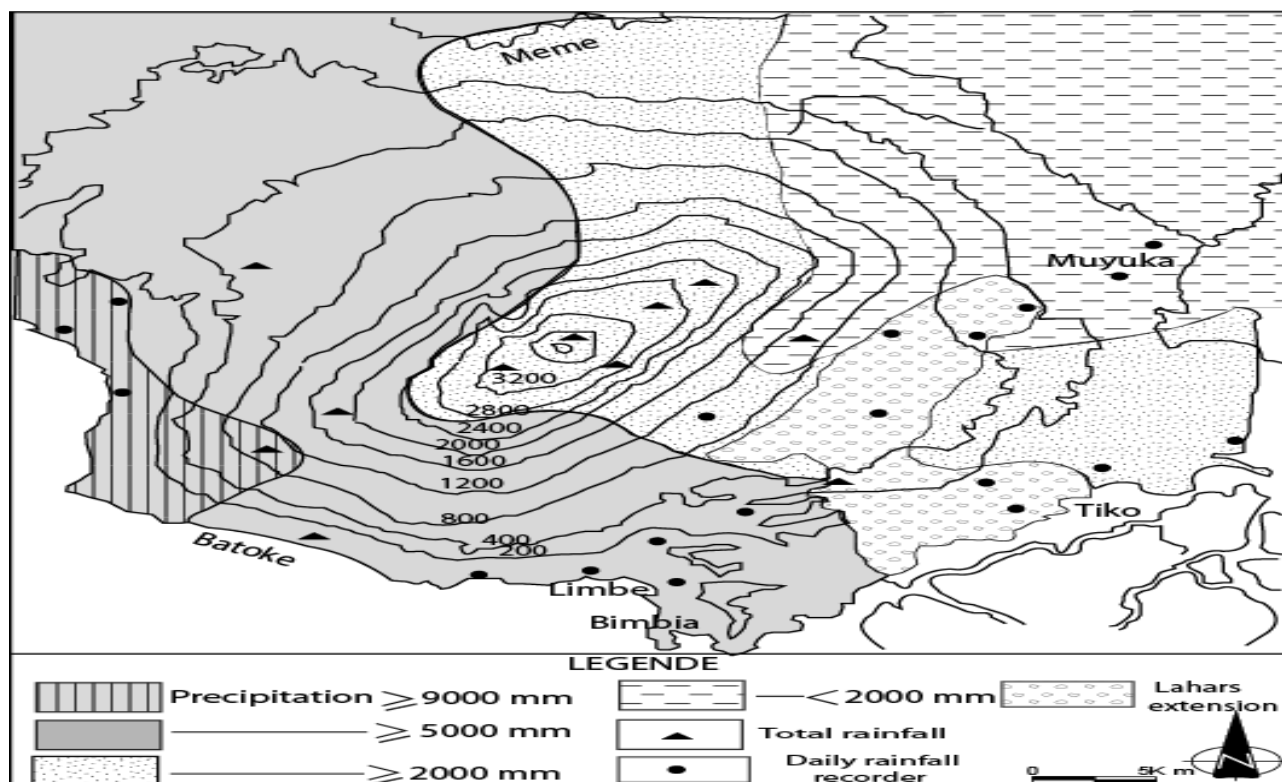 Meme
Muyuka
3200
2800
2400
2000
1600
1200
800
400
200
Tiko
Batoke
Limbe
Bimbia
LEGENDE
Precipitation ≥ 9000 mm
≥ 5000 mm
≥ 2000 mm
< 2000 mm
Total rainfall
Daily rainfall
recorder
Lahars
extension
0 5K m